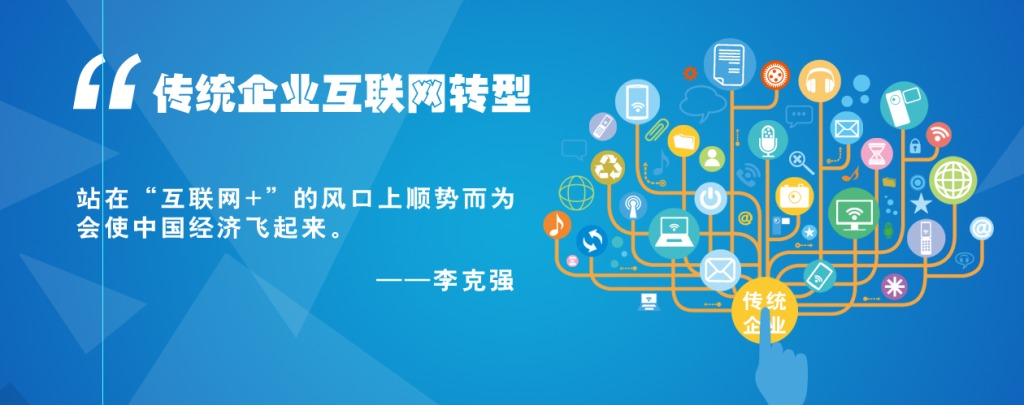 传统企业互联网转型
站在“互联网+”的风口上顺势而为
会使中国经济飞起来。
——李克强
传统
企业